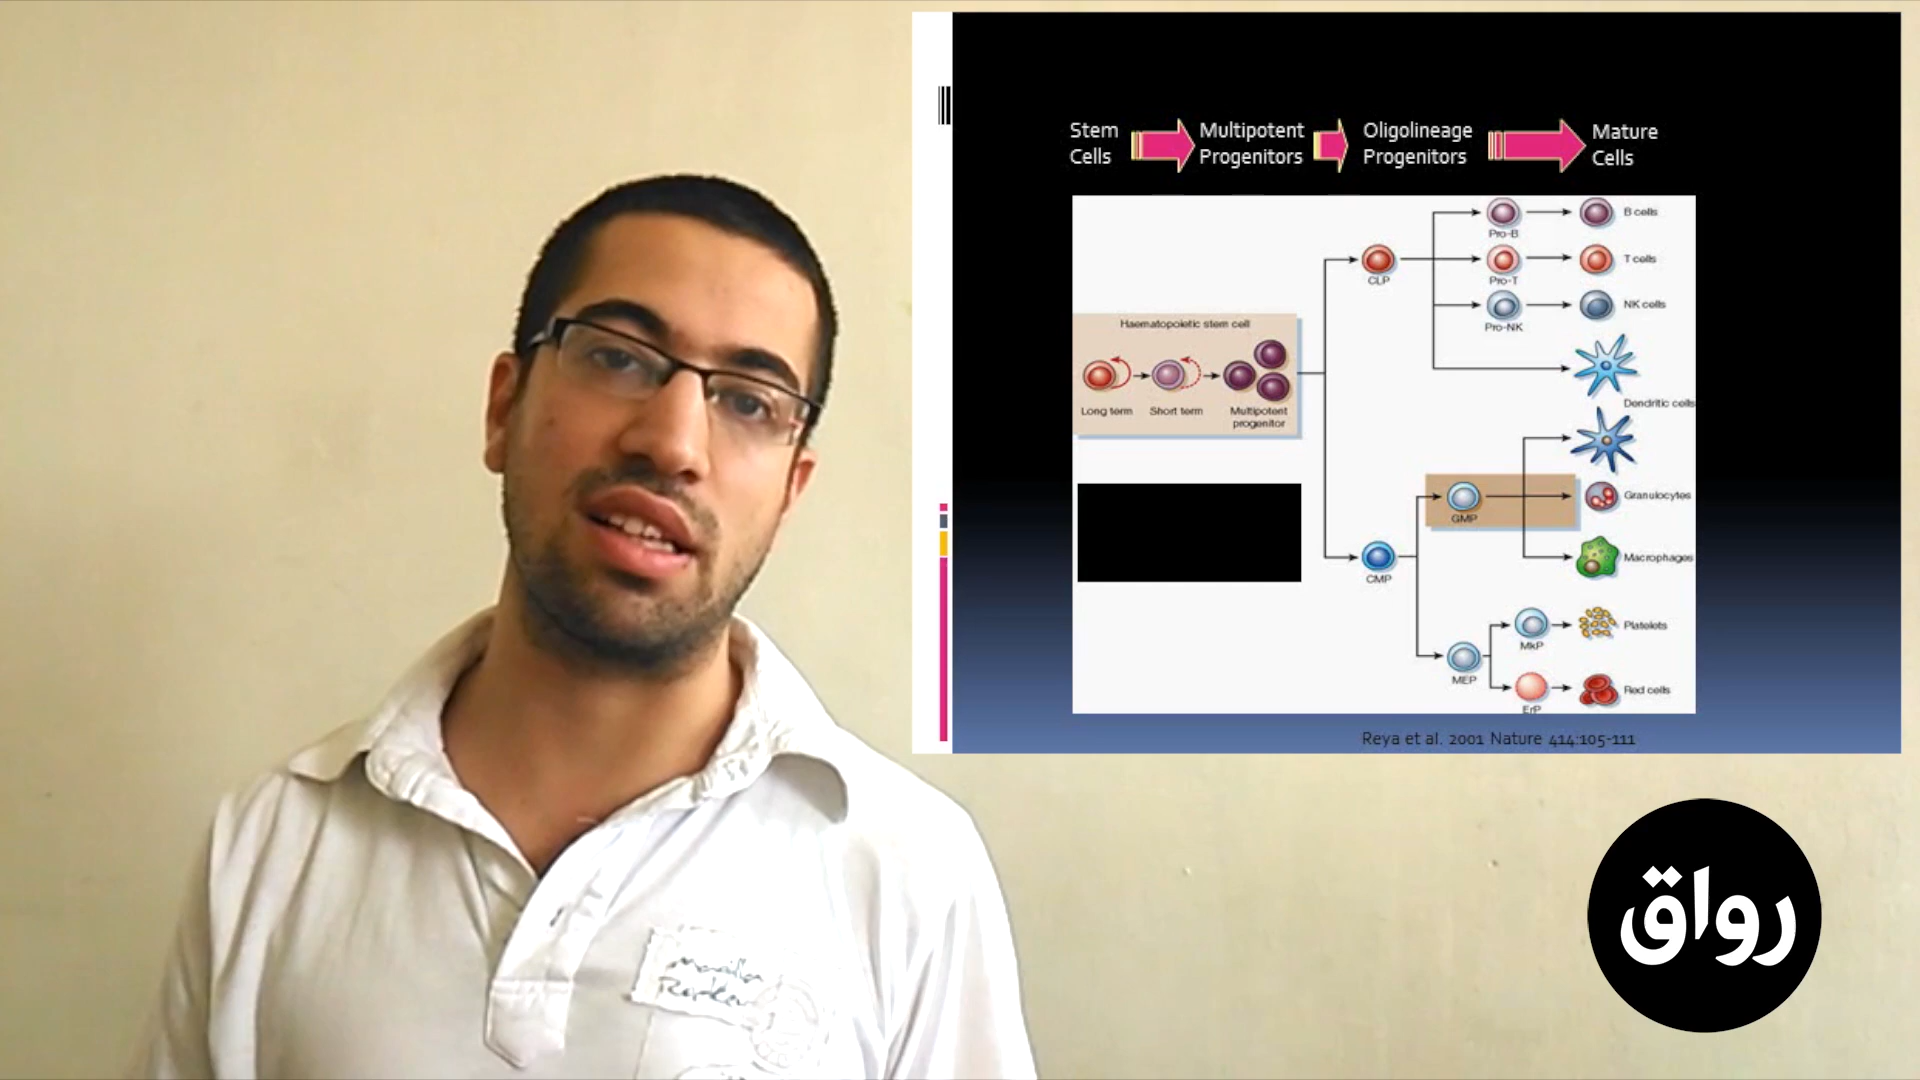 Stem
Cells
Multipotent
Progenitors
Oligolineage
Progenitors
Mature
Cells
Haematopoietic stem cell
Long term
Short term
Multipotent
progenitor
CLP
CMP
Pro-B
Pro-T
Pro-NK
GMP
MEP
MkP
ErP
B cells
T cells
NK cells
Dendritic cells
Granulocytes
Macrophages
Platelets
Red cells
Reya et al. 2001 Nature 414:105-111
رواق